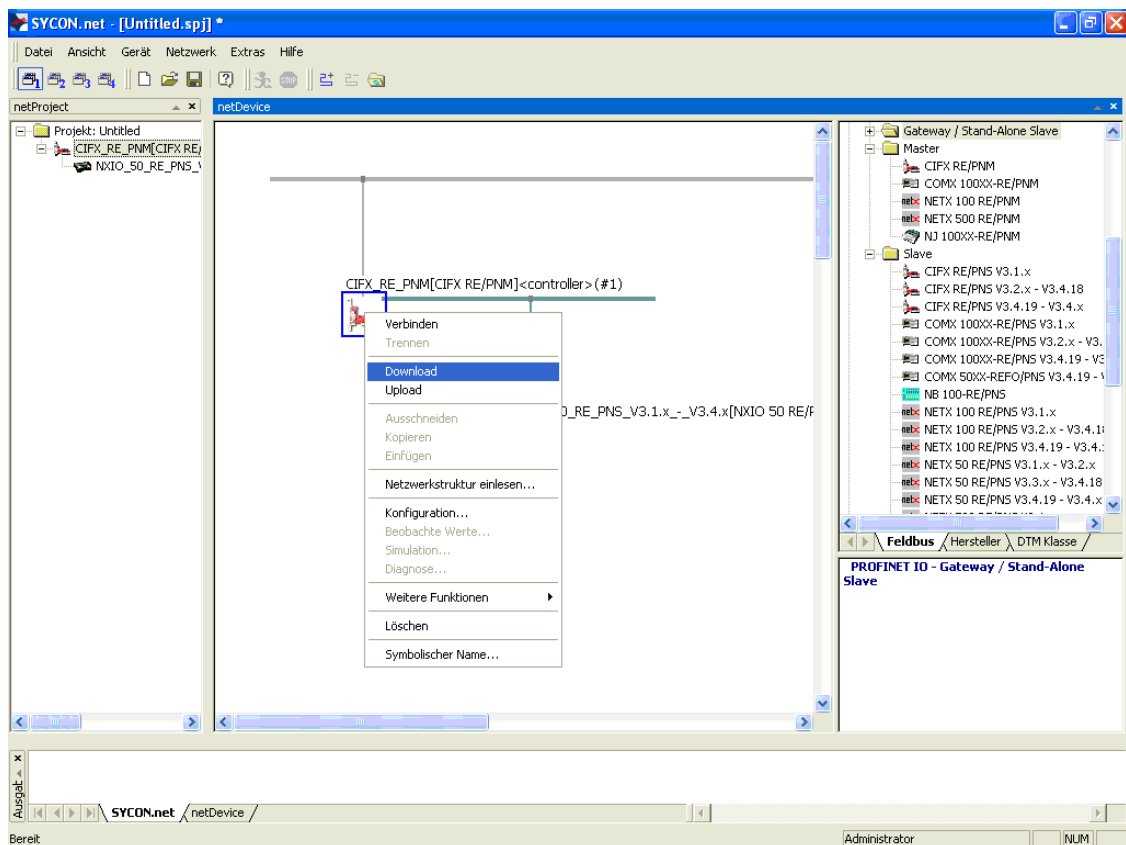 SYCON.net - [Untitled.spj] *
Datei Ansicht Gerät Netzwerk Extras Hilfe
1 2 3 4 STOP
netProject
netDevice
Projekt: Untitled
CIFX_RE_PNM[CIFX RE/
NXIO_50_RE_PNS_
CIFX_RE_PNM[CIFX RE/PNM]<controller>(#1)
_RE_PNS_V3.1.x_-_V3.4.x[NXIO 50 RE/P
Verbinden
Trennen
Download
Upload
Ausschneiden
Kopieren
Einfügen
Netzwerkstruktur einlesen...
Konfiguration...
Beobachte Werte...
Simulation...
Diagnose...
Weitere Funktionen
Löschen
Symbolischer Name...
Gateway / Stand-Alone Slave
Master
CIFX RE/PNM
COMX 100XX-RE/PNM
NETX 100 RE/PNM
NETX 500 RE/PNM
NJ 100XX-RE/PNM
Slave
CIFX RE/PNS V3.1.x
CIFX RE/PNS V3.2.x - V3.4.18
CIFX RE/PNS V3.4.19 - V3.4.x
COMX 100XX-RE/PNS V3.1.x
COMX 100XX-RE/PNS V3.2.x - V3.
COMX 100XX-RE/PNS V3.4.19 - V3
COMX 50XX-REFO/PNS V3.4.19 -
NB 100-RE/PNS
NETX 100 RE/PNS V3.1.x
NETX 100 RE/PNS V3.2.x - V3.4.1
NETX 100 RE/PNS V3.4.19 - V3.4.
NETX 50 RE/PNS V3.1.x - V3.2.x
NETX 50 RE/PNS V3.3.x - V3.4.18
NETX 50 RE/PNS V3.4.19 - V3.4.x
Feldbus Hersteller DTM Klasse
PROFINET IO - Gateway / Stand-Alone
Slave
Ausgab
SYCON.net netDevice
Bereit
Administrator
NUM